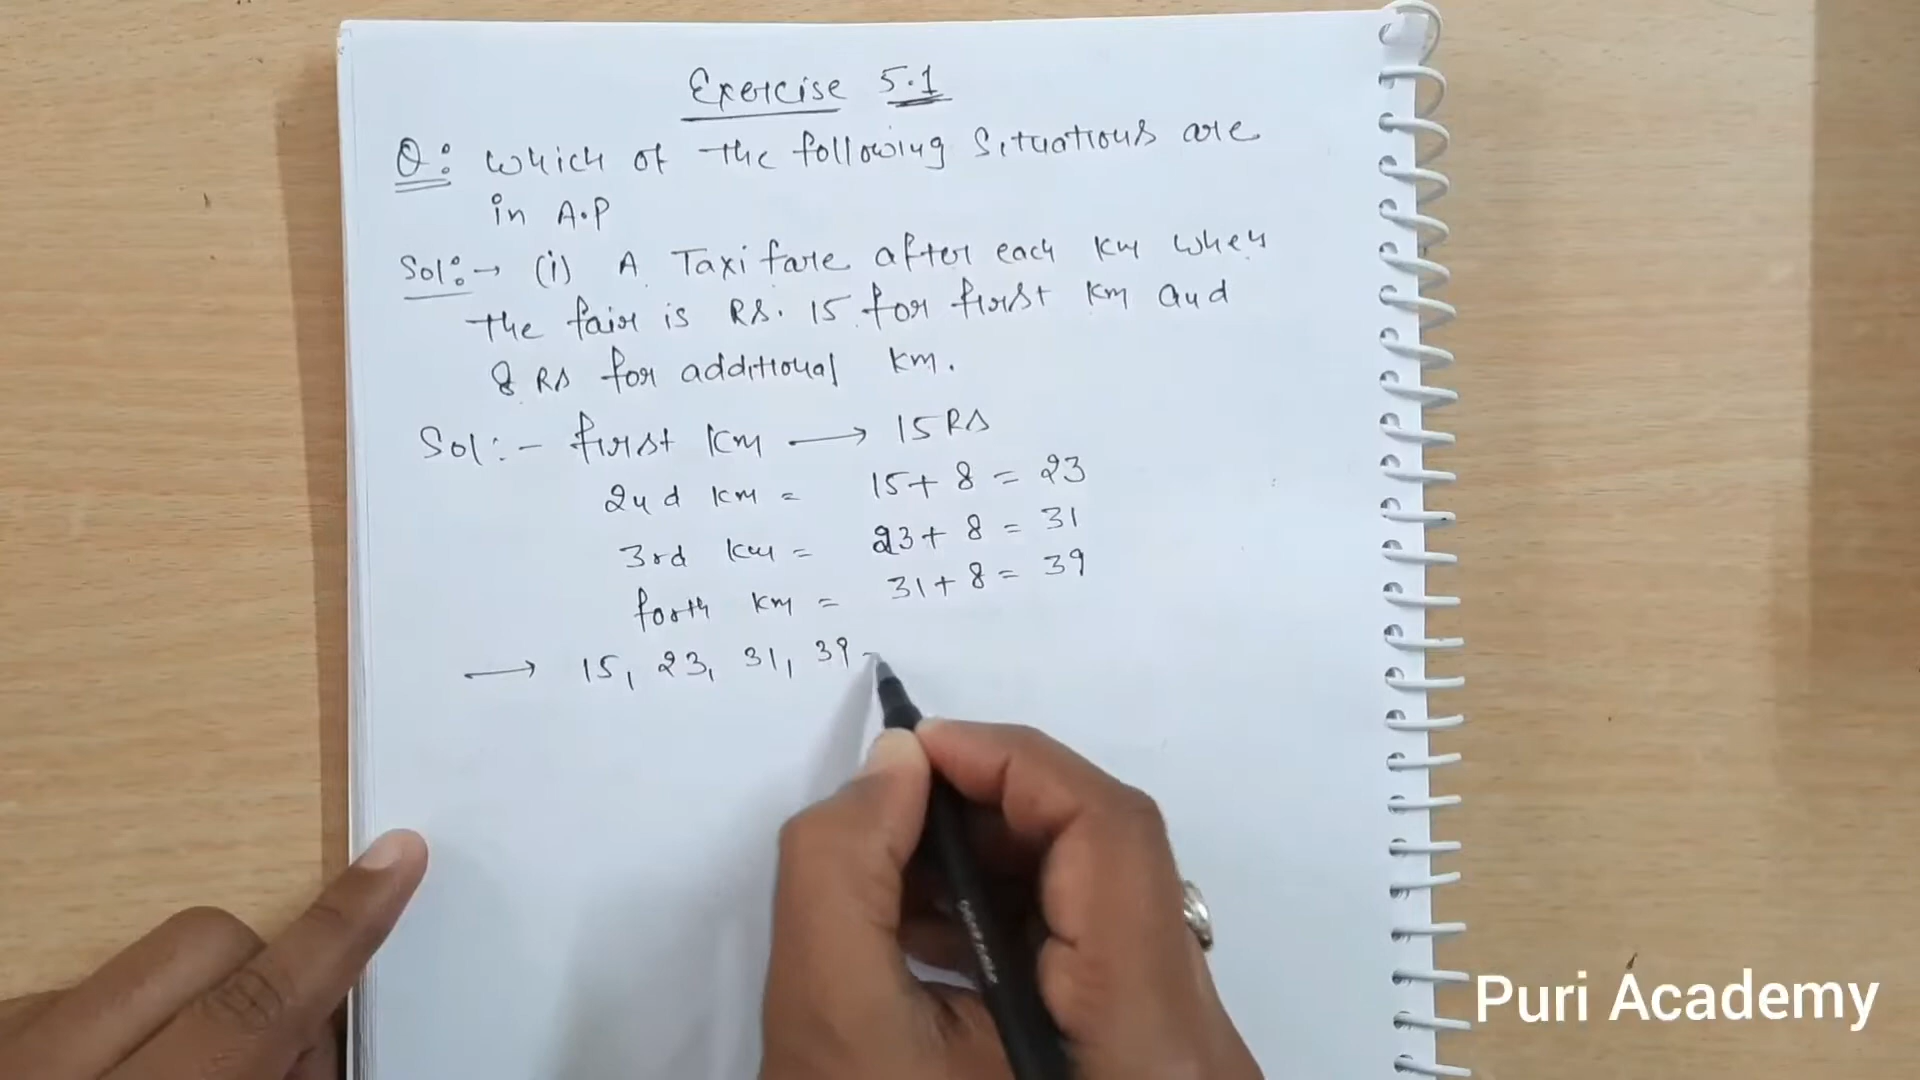 Exercise 5.1
Q: Which of the following Situations are
in A.P
Sol:→ (i) A Taxi fare after each km when
the fair is RS. 15 for first km and
8 RS for additional km.
Sol:- first km → 15 RS
2nd km = 15 + 8 = 23
3rd km = 23 + 8 = 31
forth km = 31 + 8 = 39
→ 15, 23, 31, 39 -
Puri Academy